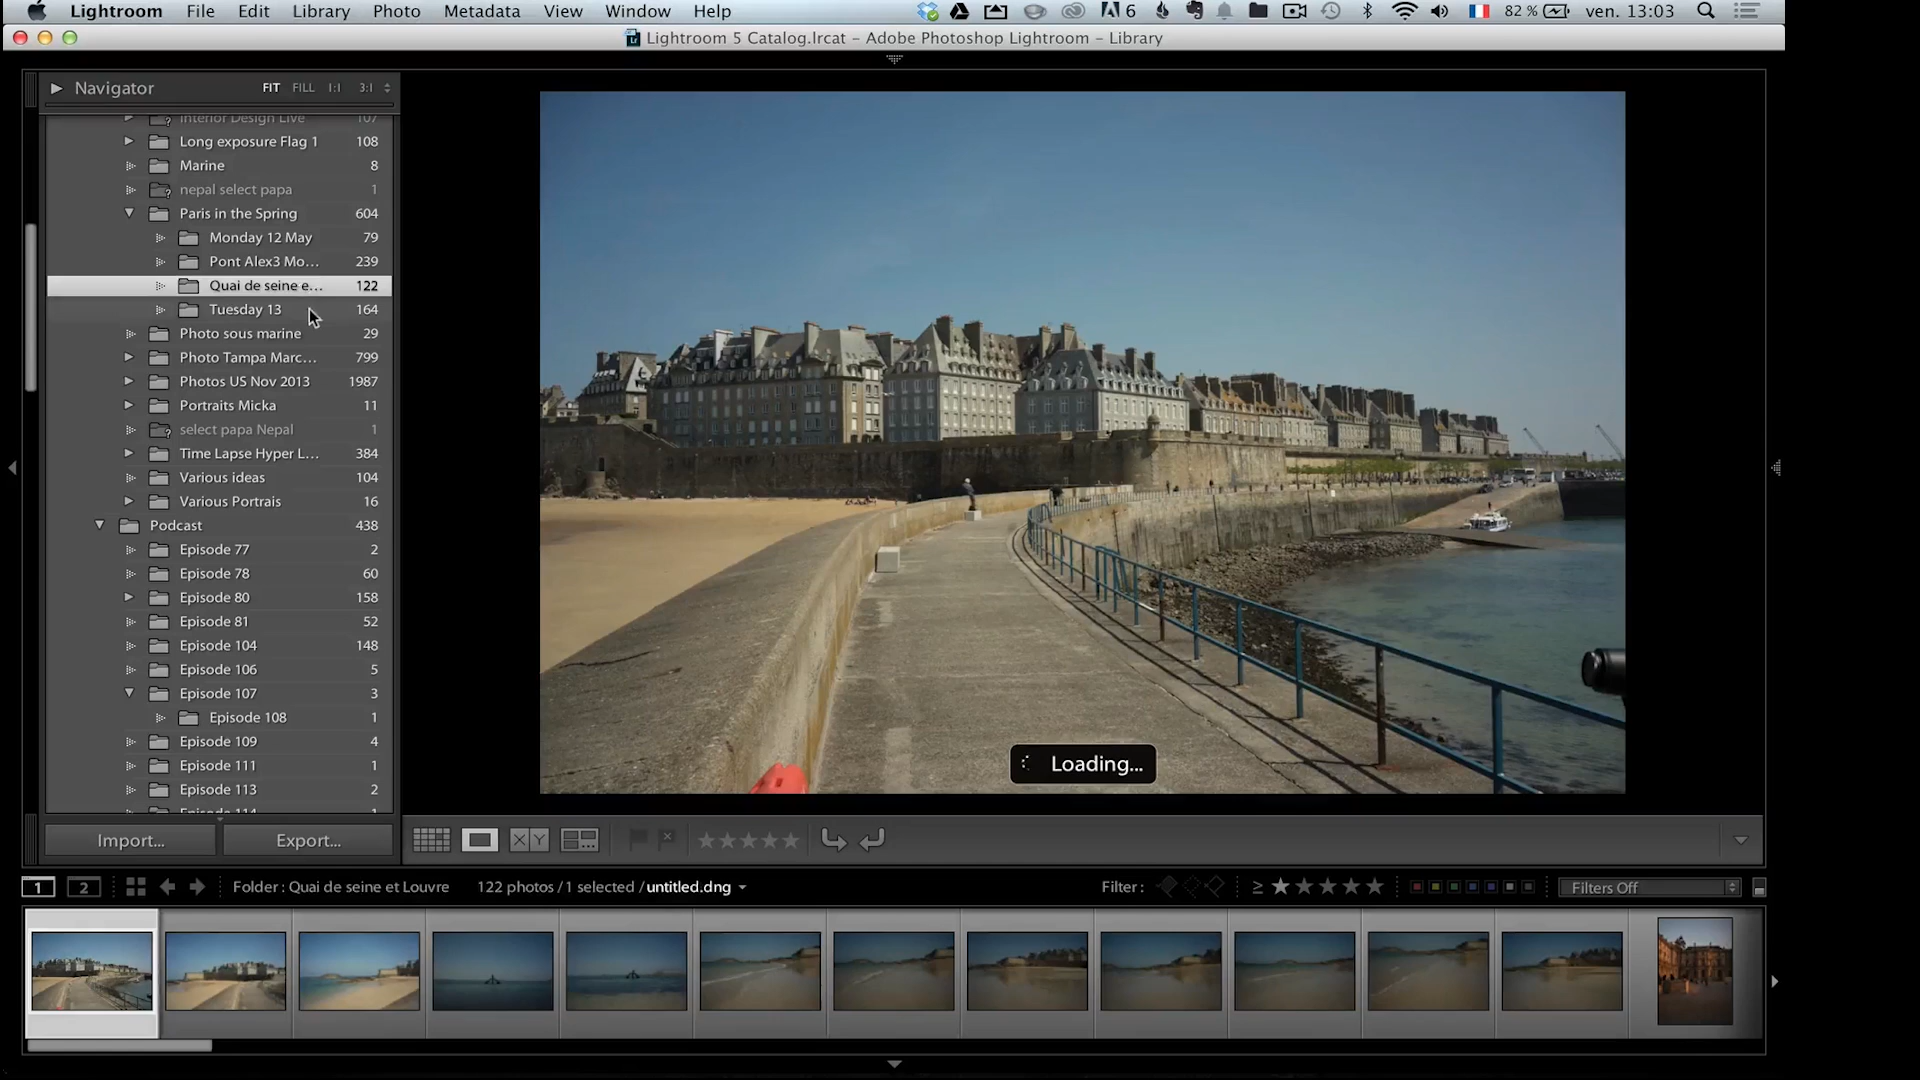 Lightroom File Edit Library Photo Metadata View Window Help 6 82 % ven. 13:03
Lightroom 5 Catalog.lrcat – Adobe Photoshop Lightroom – Library
Navigator FIT FILL 1:1 3:1
Interior Design Live 107
Long exposure Flag 1 108
Marine 8
nepal select papa 1
Paris in the Spring 604
Monday 12 May 79
Pont Alex3 Mo... 239
Quai de seine e... 122
Tuesday 13 164
Photo sous marine 29
Photo Tampa Marc... 799
Photos US Nov 2013 1987
Portraits Micka 11
select papa Nepal 1
Time Lapse Hyper L... 384
Various ideas 104
Various Portrais 16
Podcast 438
Episode 77 2
Episode 78 60
Episode 80 158
Episode 81 52
Episode 104 148
Episode 106 5
Episode 107 3
Episode 108 1
Episode 109 4
Episode 111 1
Episode 113 2
Episode 114 1
Loading...
Import... Export... X Y
1 2 Folder : Quai de seine et Louvre 122 photos / 1 selected / untitled.dng Filter : ≥ Filters Off